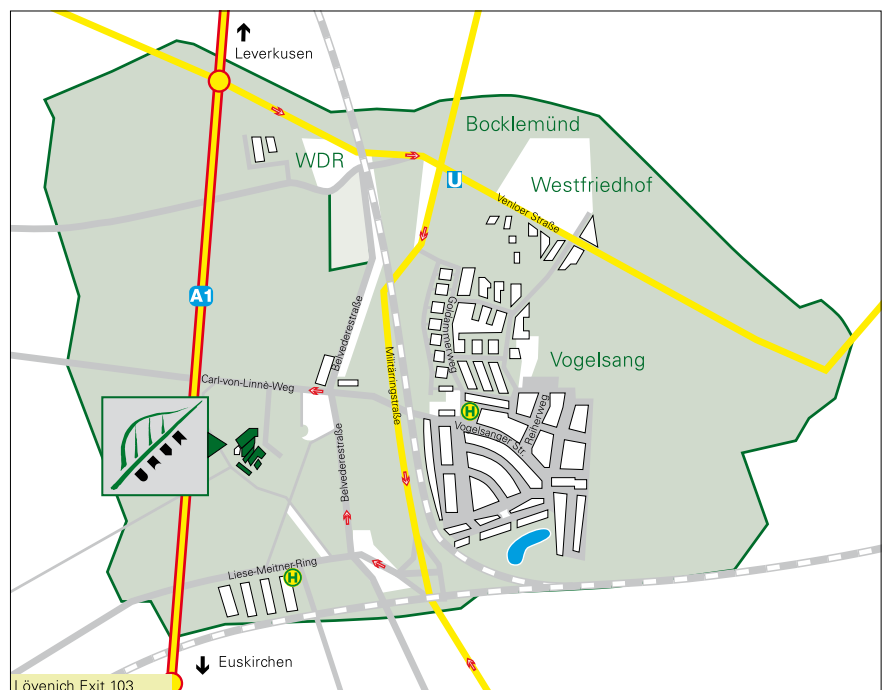 Leverkusen
Bocklemünd
WDR
U
Westfriedhof
Venloer Straße
A1
Belvederestraße
Goldammerweg
Militärringstraße
Vogelsang
Carl-von-Linné-Weg
H
Vogelsanger Str.
Reiherweg
Belvederestraße
Liese-Meitner-Ring
H
Euskirchen
Lövenich Exit 103